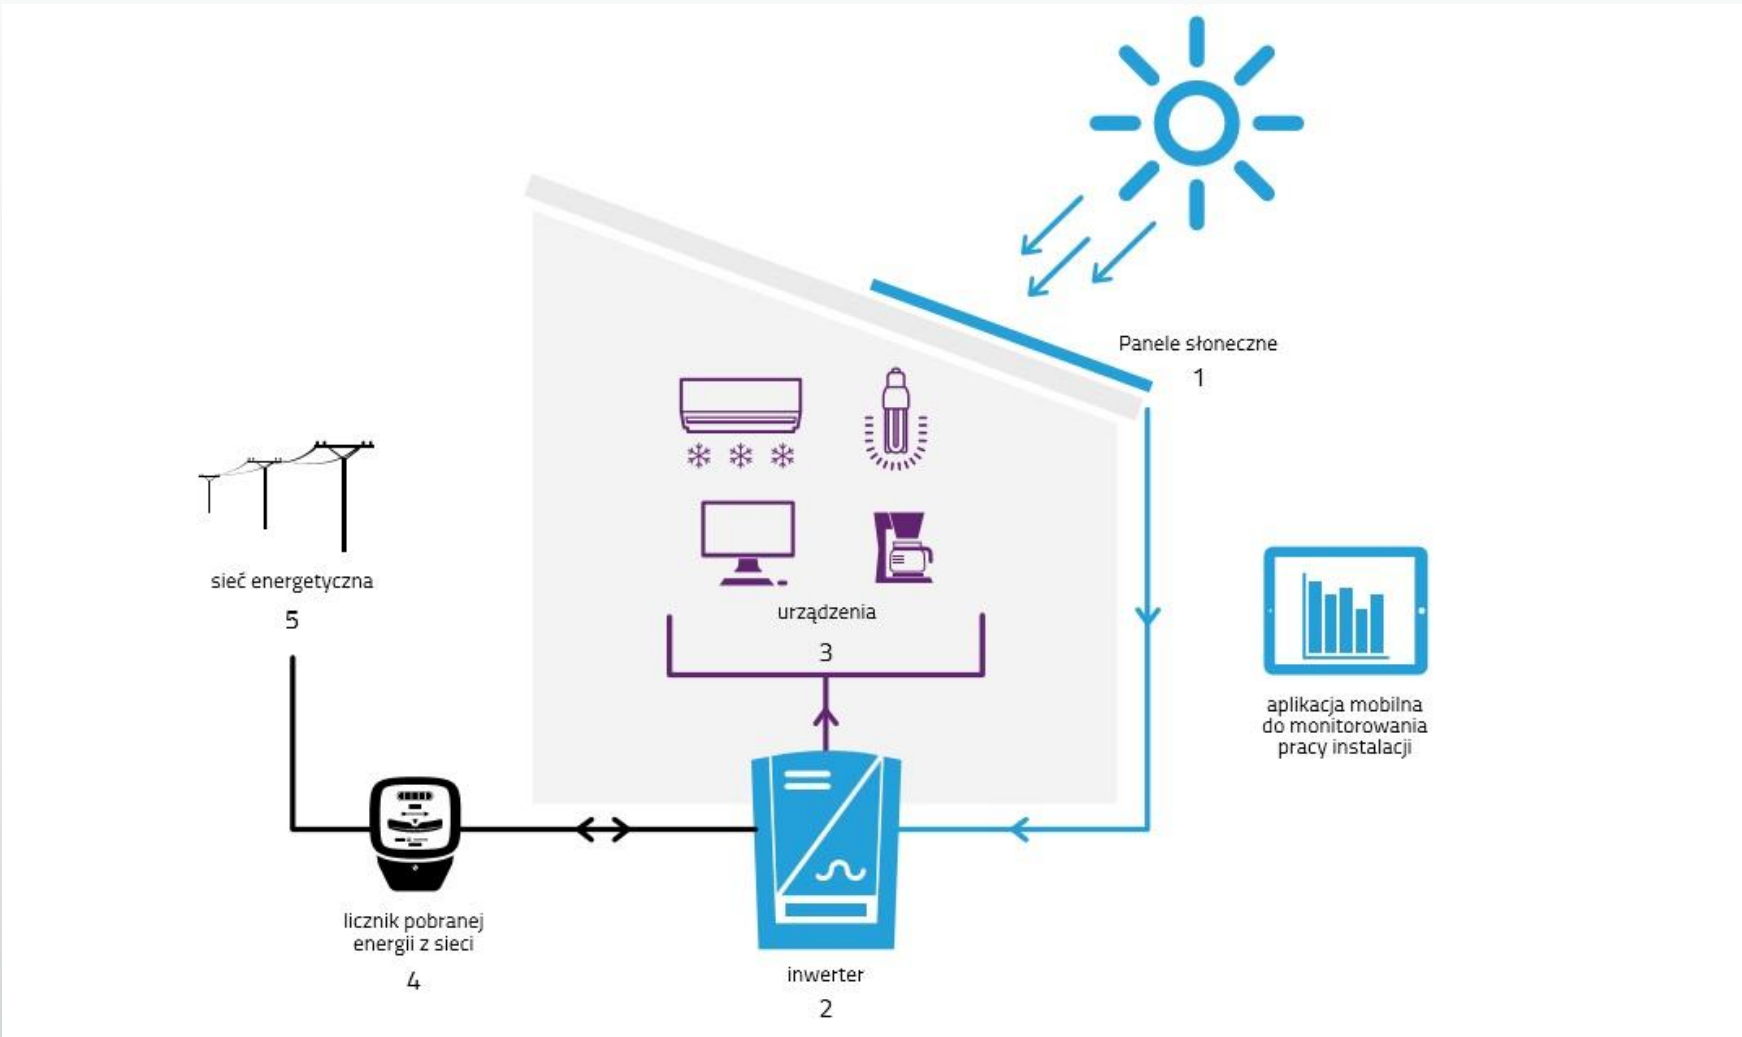 Panele słoneczne
1
sieć energetyczna
5
urządzenia
3
aplikacja mobilna
do monitorowania
pracy instalacji
licznik pobranej
energii z sieci
4
inwerter
2